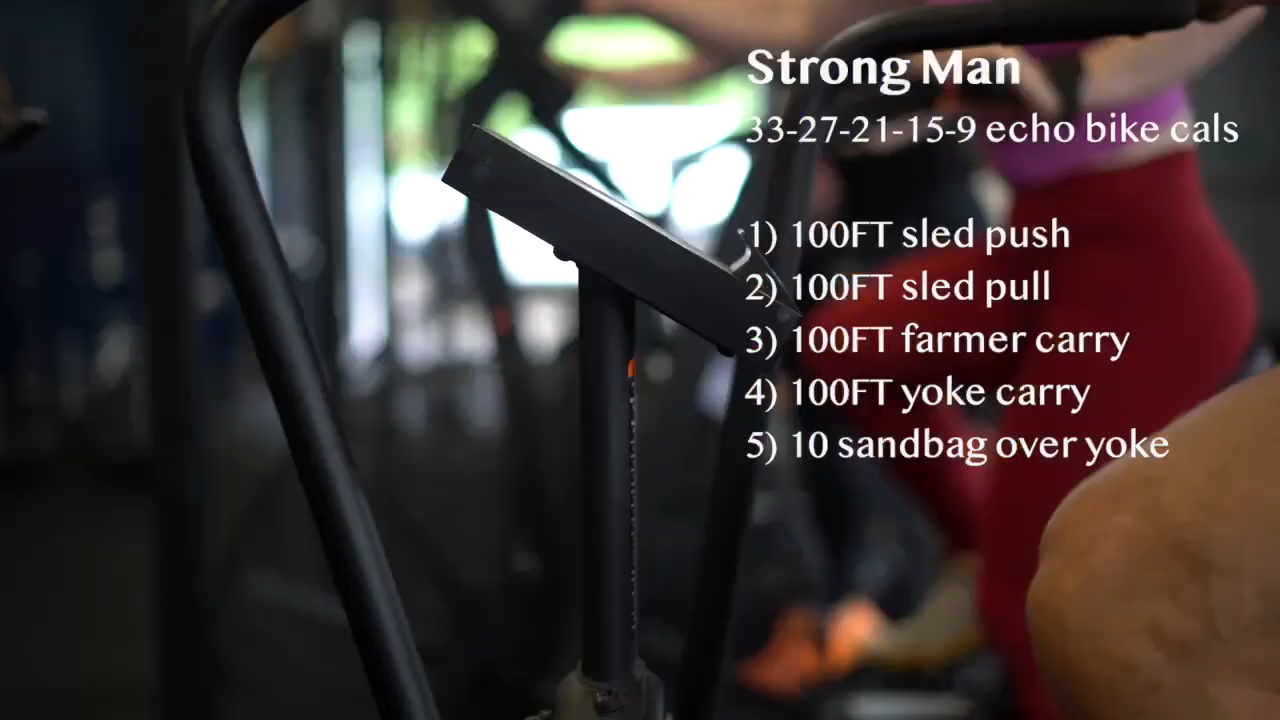 Strong Man
33-27-21-15-9 echo bike cals
1) 100FT sled push
2) 100FT sled pull
3) 100FT farmer carry
4) 100FT yoke carry
5) 10 sandbag over yoke